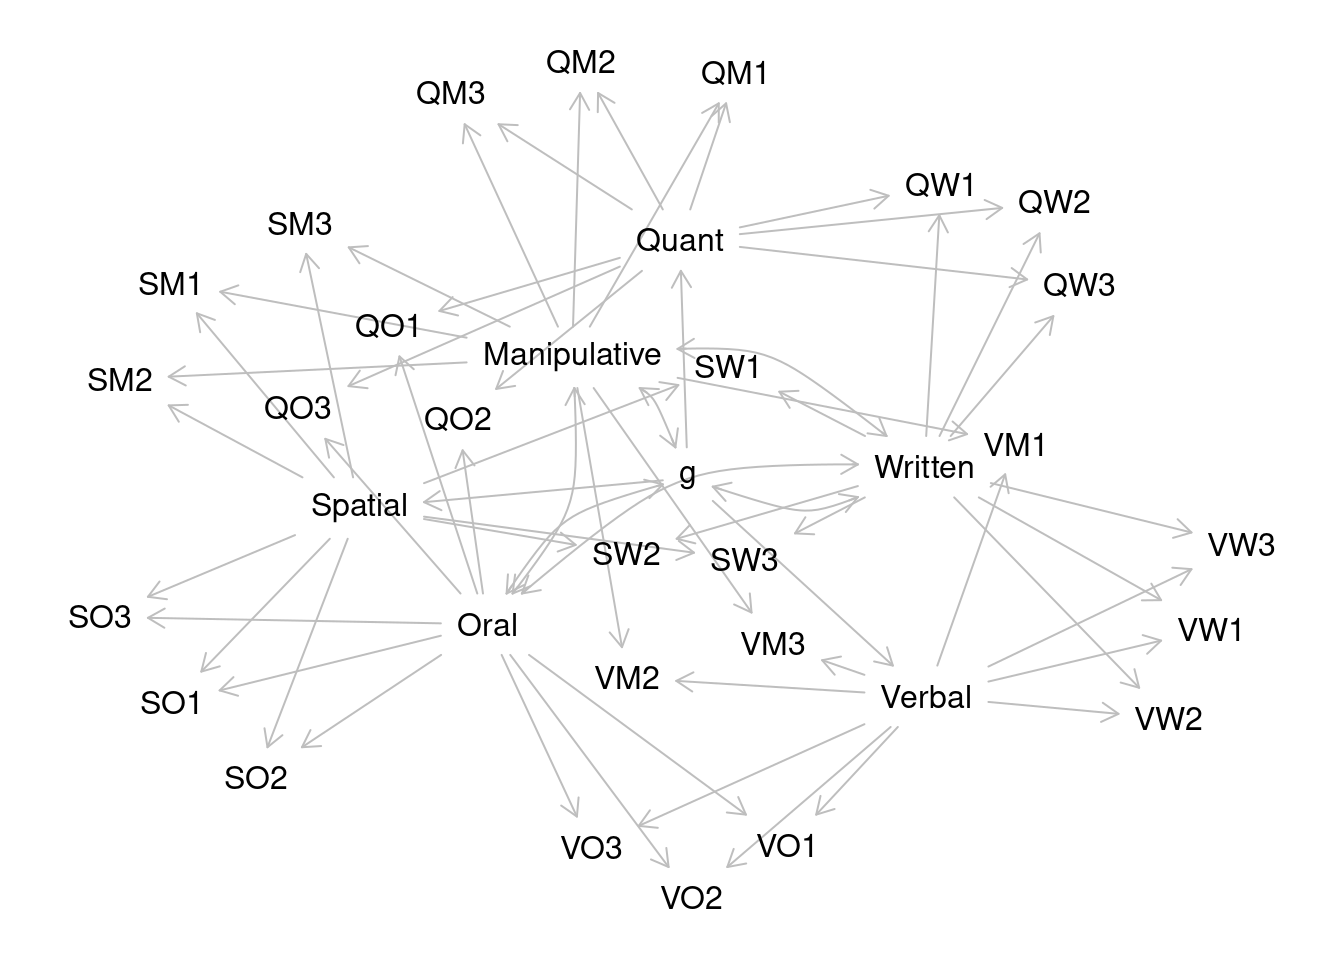 QM2
QM1
QM3
QW1
QW2
SM3
Quant
SM1
QW3
QO1
Manipulative
SW1
SM2
QO3
QO2
VM1
g
Written
Spatial
VW3
SW2
SW3
SO3
Oral
VW1
VM3
VM2
Verbal
SO1
VW2
SO2
VO3
VO1
VO2